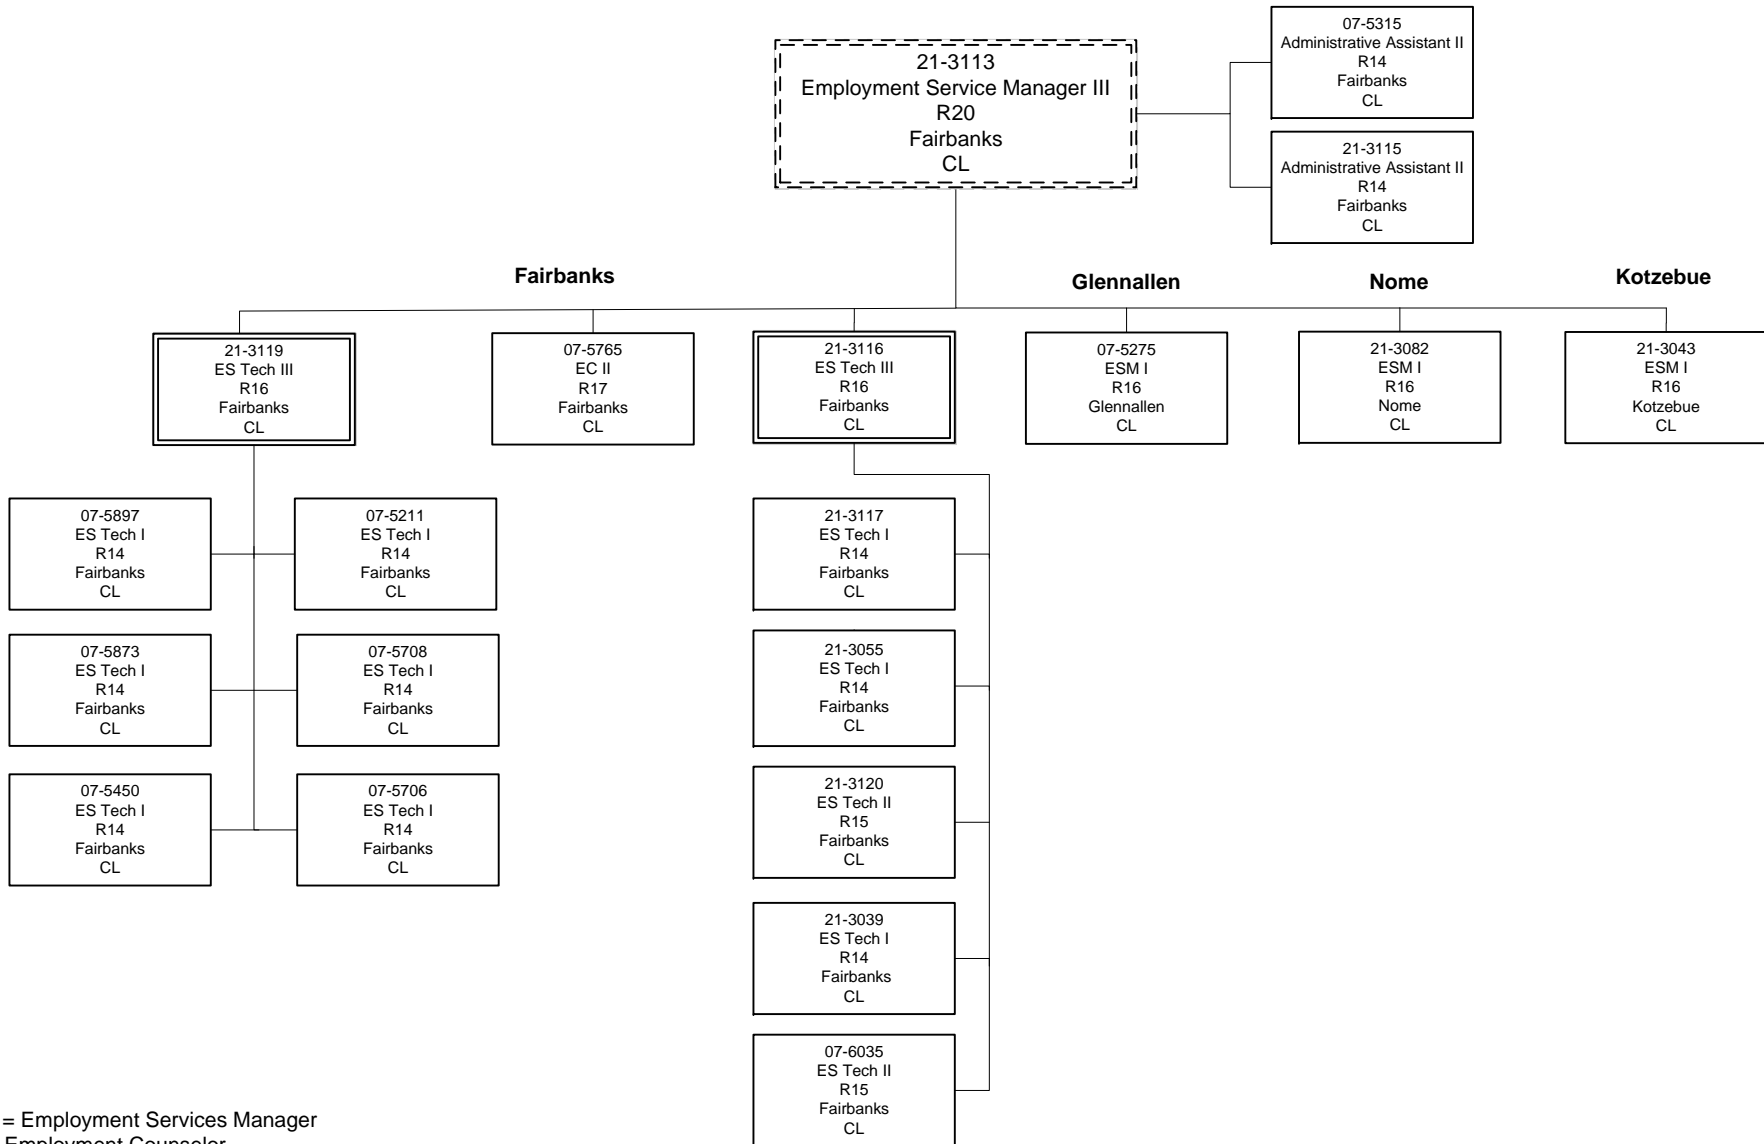 21-3113
Employment Service Manager III
R20
Fairbanks
CL
07-5315
Administrative Assistant II
R14
Fairbanks
CL
21-3115
Administrative Assistant II
R14
Fairbanks
CL
Fairbanks
Glennallen
Nome
Kotzebue
21-3119
ES Tech III
R16
Fairbanks
CL
07-5765
EC II
R17
Fairbanks
CL
21-3116
ES Tech III
R16
Fairbanks
CL
07-5275
ESM I
R16
Glennallen
CL
21-3082
ESM I
R16
Nome
CL
21-3043
ESM I
R16
Kotzebue
CL
07-5897
ES Tech I
R14
Fairbanks
CL
07-5211
ES Tech I
R14
Fairbanks
CL
07-5873
ES Tech I
R14
Fairbanks
CL
07-5708
ES Tech I
R14
Fairbanks
CL
07-5450
ES Tech I
R14
Fairbanks
CL
07-5706
ES Tech I
R14
Fairbanks
CL
21-3117
ES Tech I
R14
Fairbanks
CL
21-3055
ES Tech I
R14
Fairbanks
CL
21-3120
ES Tech II
R15
Fairbanks
CL
21-3039
ES Tech I
R14
Fairbanks
CL
07-6035
ES Tech II
R15
Fairbanks
CL
= Employment Services Manager
Employment Counselor